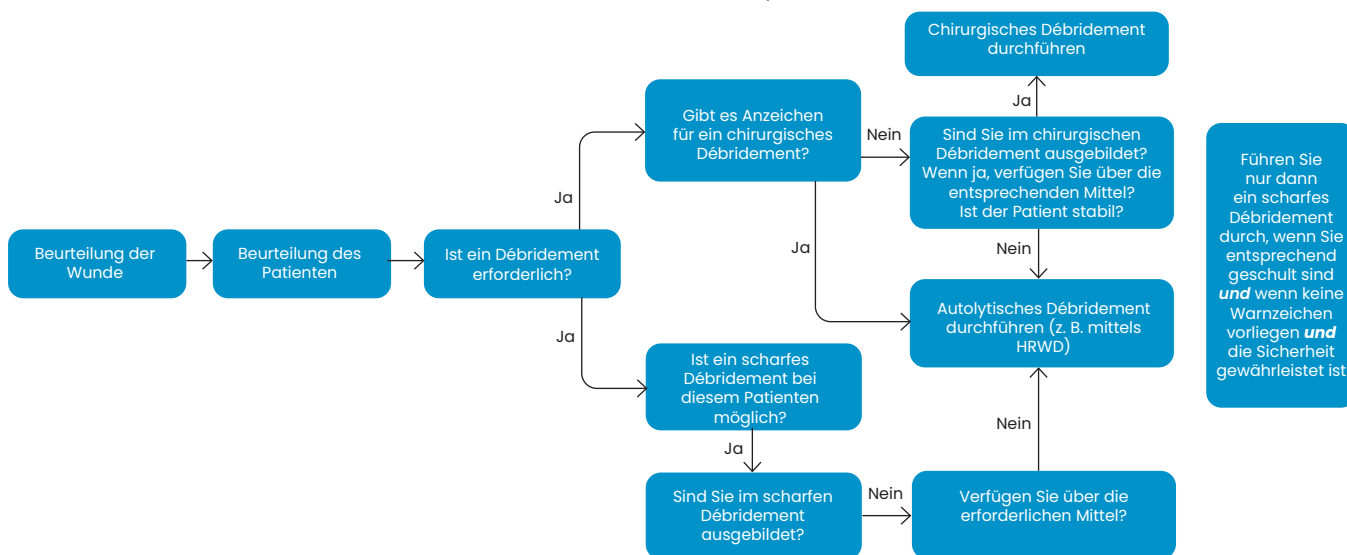 Beurteilung der
Wunde
Beurteilung des
Patienten
Ist ein Débridement
erforderlich?
Ja
Ja
Gibt es Anzeichen
für ein chirurgisches
Débridement?
Nein
Ja
Chirurgisches Débridement
durchführen
Ja
Sind Sie im chirurgischen
Débridement ausgebildet?
Wenn ja, verfügen Sie über die
entsprechenden Mittel?
Ist der Patient stabil?
Nein
Autolytisches Débridement
durchführen (z. B. mittels
HRWD)
Ist ein scharfes
Débridement bei
diesem Patienten
möglich?
Ja
Sind Sie im scharfen
Débridement
ausgebildet?
Nein
Verfügen Sie über die
erforderlichen Mittel?
Nein
Führen Sie
nur dann
ein scharfes
Débridement
durch, wenn Sie
entsprechend
geschult sind
und wenn keine
Warnzeichen
vorliegen und
die Sicherheit
gewährleistet ist